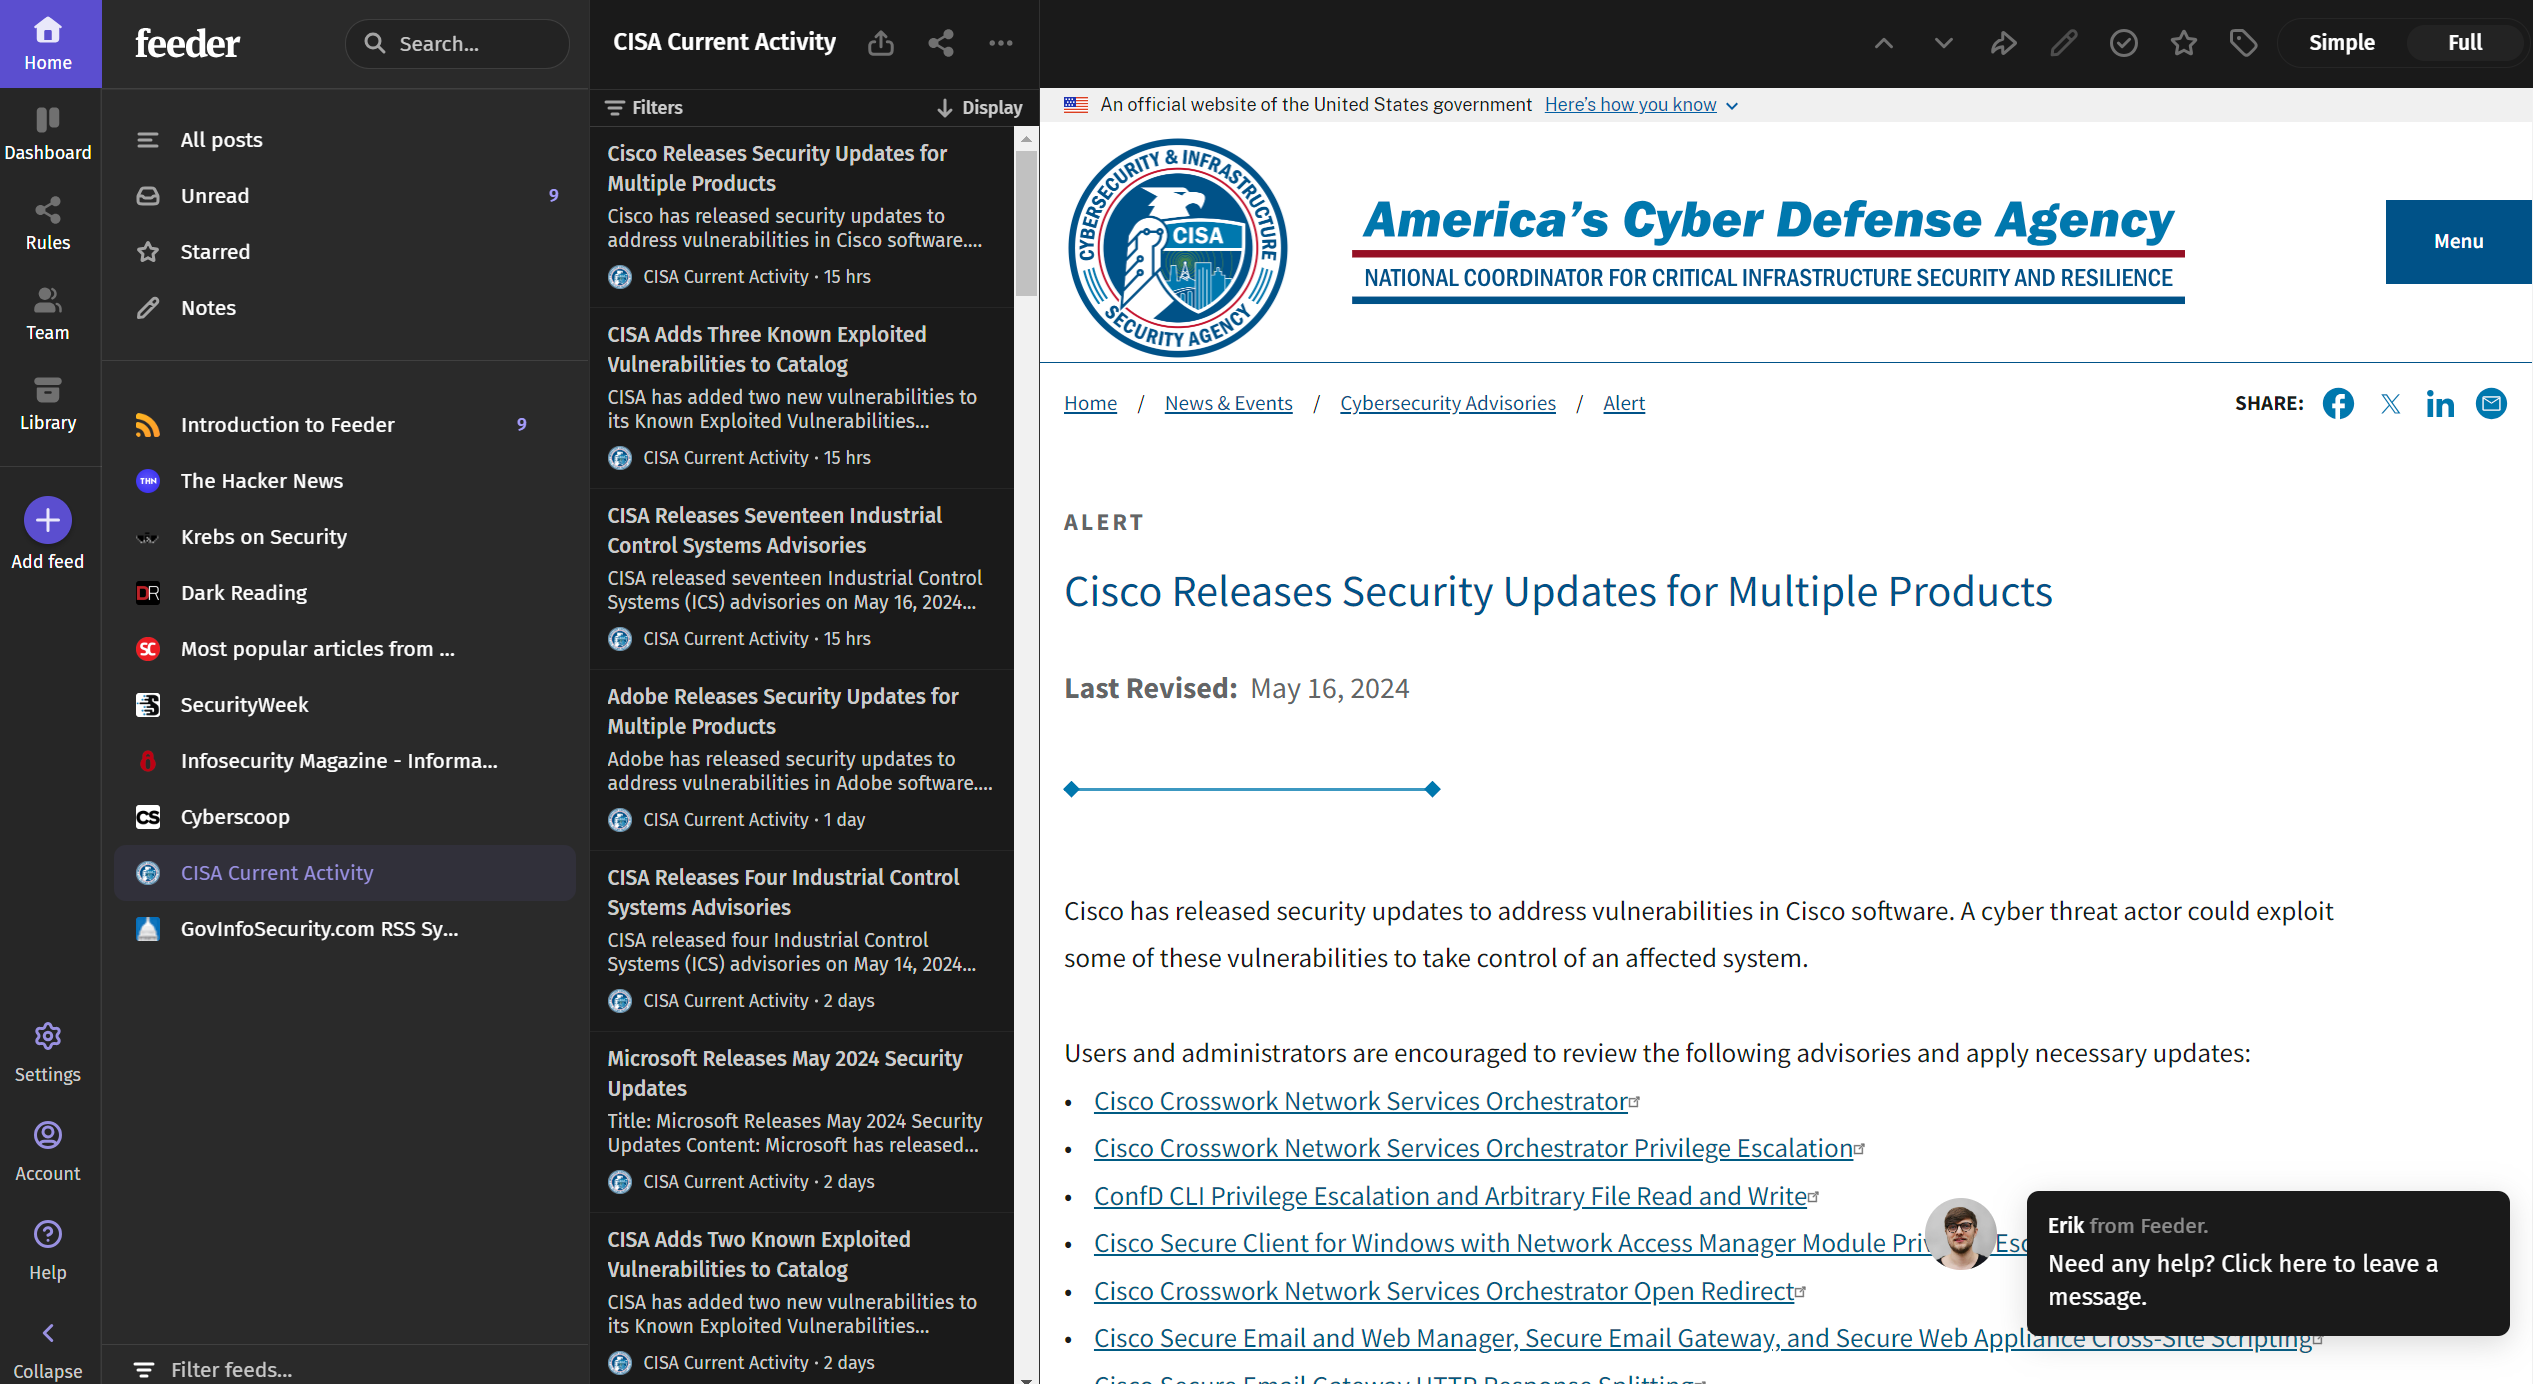 Home
Dashboard
Rules
Team
Library
Add feed
Settings
Account
Help
Collapse
feeder
Search...
All posts
Unread 9
Starred
Notes
Introduction to Feeder 9
THN The Hacker News
Krebs on Security
DR Dark Reading
SC Most popular articles from ...
SecurityWeek
Infosecurity Magazine - Informa...
CS Cyberscoop
CISA Current Activity
GovInfoSecurity.com RSS Sy...
Filter feeds...
CISA Current Activity
Filters
Display
Cisco Releases Security Updates for
Multiple Products
Cisco has released security updates to
address vulnerabilities in Cisco software....
CISA Current Activity · 15 hrs
CISA Adds Three Known Exploited
Vulnerabilities to Catalog
CISA has added two new vulnerabilities to
its Known Exploited Vulnerabilities...
CISA Current Activity · 15 hrs
CISA Releases Seventeen Industrial
Control Systems Advisories
CISA released seventeen Industrial Control
Systems (ICS) advisories on May 16, 2024...
CISA Current Activity · 15 hrs
Adobe Releases Security Updates for
Multiple Products
Adobe has released security updates to
address vulnerabilities in Adobe software....
CISA Current Activity · 1 day
CISA Releases Four Industrial Control
Systems Advisories
CISA released four Industrial Control
Systems (ICS) advisories on May 14, 2024...
CISA Current Activity · 2 days
Microsoft Releases May 2024 Security
Updates
Title: Microsoft Releases May 2024 Security
Updates Content: Microsoft has released...
CISA Current Activity · 2 days
CISA Adds Two Known Exploited
Vulnerabilities to Catalog
CISA has added two new vulnerabilities to
its Known Exploited Vulnerabilities...
CISA Current Activity · 2 days
Simple Full
An official website of the United States government Here's how you know
CYBERSECURITY & INFRASTRUCTURE
CISA
SECURITY AGENCY
America's Cyber Defense Agency
NATIONAL COORDINATOR FOR CRITICAL INFRASTRUCTURE SECURITY AND RESILIENCE
Menu
Home / News & Events / Cybersecurity Advisories / Alert
SHARE:
ALERT
Cisco Releases Security Updates for Multiple Products
Last Revised: May 16, 2024
Cisco has released security updates to address vulnerabilities in Cisco software. A cyber threat actor could exploit
some of these vulnerabilities to take control of an affected system.
Users and administrators are encouraged to review the following advisories and apply necessary updates:
• Cisco Crosswork Network Services Orchestrator
• Cisco Crosswork Network Services Orchestrator Privilege Escalation
• ConfD CLI Privilege Escalation and Arbitrary File Read and Write
• Cisco Secure Client for Windows with Network Access Manager Module Priv Esc
• Cisco Crosswork Network Services Orchestrator Open Redirect
• Cisco Secure Email and Web Manager, Secure Email Gateway, and Secure Web Appliance Cross-Site Scripting
Cisco Secure Email Gateway HTTP Response Splitting
Erik from Feeder.
Need any help? Click here to leave a
message.